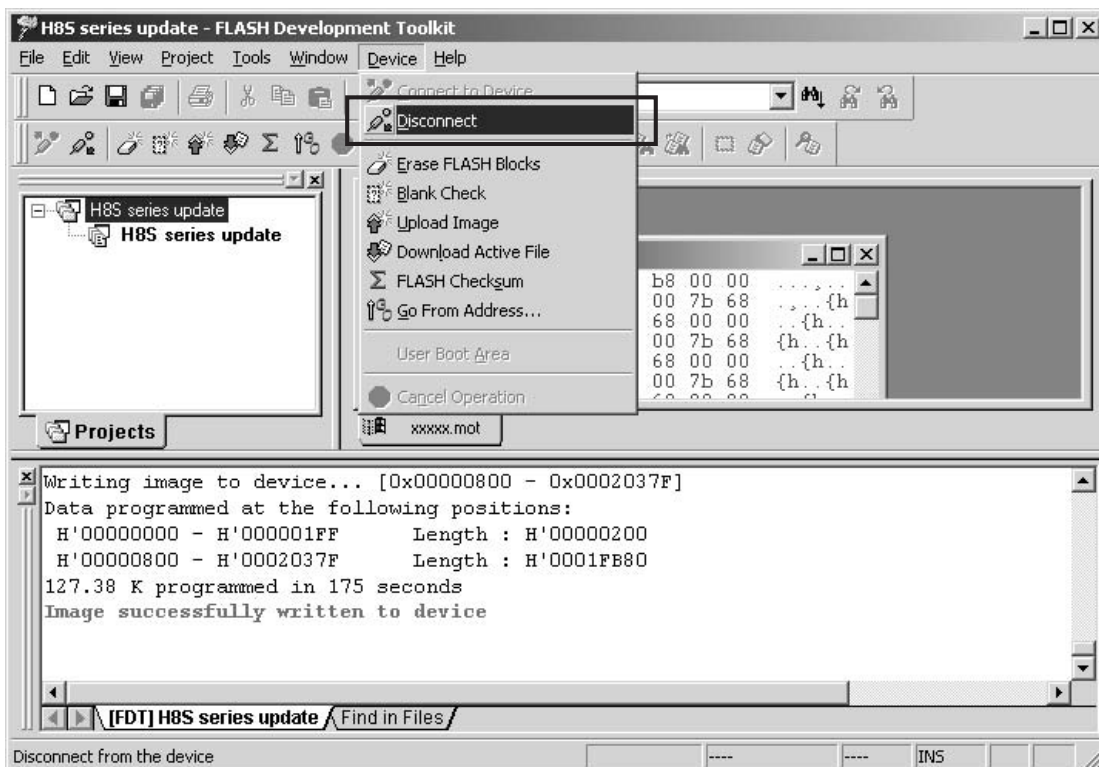 H8S series update - FLASH Development Toolkit
File Edit View Project Tools Window Device Help
Connect to Device
Disconnect
Erase FLASH Blocks
Blank Check
Upload Image
Download Active File
FLASH Checksum
Go From Address...
User Boot Area
Cancel Operation
H8S series update
H8S series update
Projects
b8 00 00 ...,..
00 7b 68 .,..{h
68 00 00 ..{h..
00 7b 68 {h..{h
68 00 00 ..{h..
00 7b 68 {h..{h
xxxxx.mot
Writing image to device... [0x00000800 - 0x0002037F]
Data programmed at the following positions:
H'00000000 - H'000001FF Length : H'00000200
H'00000800 - H'0002037F Length : H'0001FB80
127.38 K programmed in 175 seconds
Image successfully written to device
[FDT] H8S series update Find in Files
Disconnect from the device ---- ---- INS